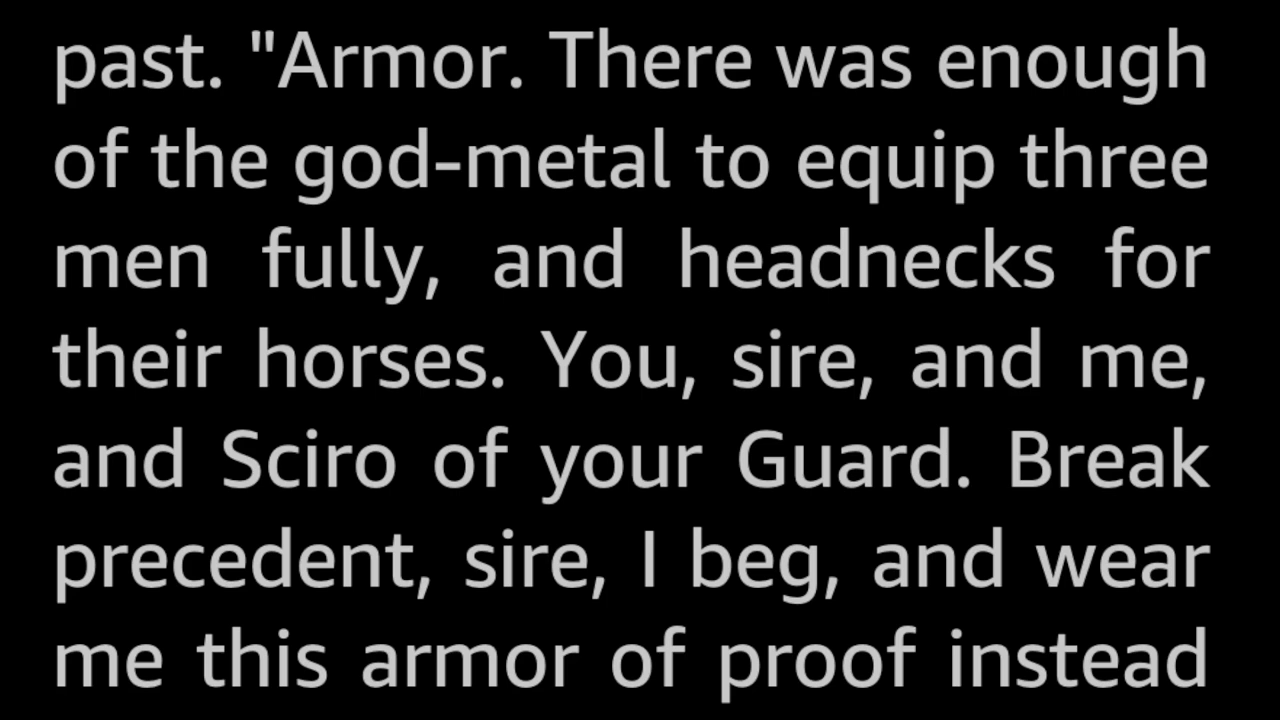 past. "Armor. There was enough
of the god-metal to equip three
men fully, and headnecks for
their horses. You, sire, and me,
and Sciro of your Guard. Break
precedent, sire, I beg, and wear
me this armor of proof instead